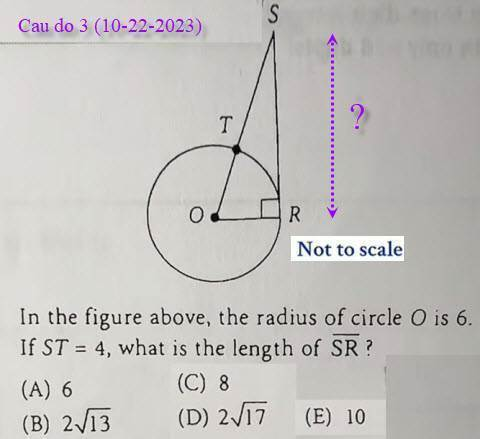 Cau do 3 (10-22-2023)
S
?
T
O
R
Not to scale
In the figure above, the radius of circle O is 6.
If ST = 4, what is the length of S̅R̅ ?
(A) 6
(C) 8
(B) 2√13
(D) 2√17
(E) 10